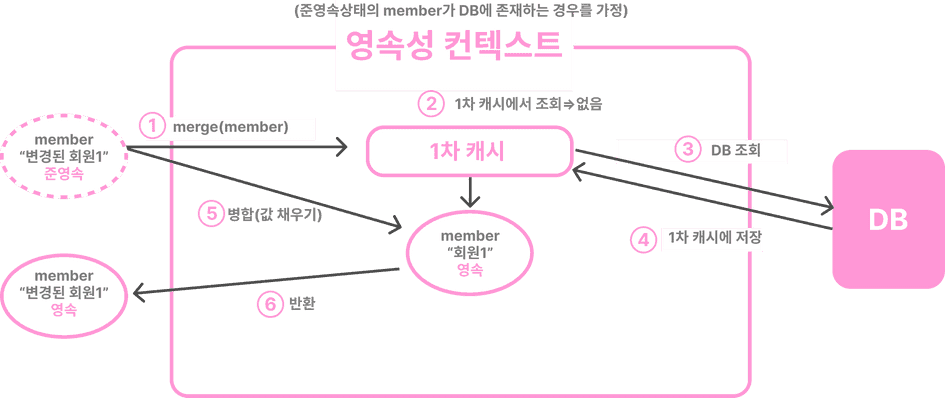 (준영속상태의 member가 DB에 존재하는 경우를 가정)
영속성 컨텍스트
② 1차 캐시에서 조회⇒없음
① merge(member)
member
“변경된 회원1”
준영속
1차 캐시
③ DB 조회
DB
⑤ 병합(값 채우기)
④ 1차 캐시에 저장
member
“회원1”
영속
member
“변경된 회원1”
영속
⑥ 반환